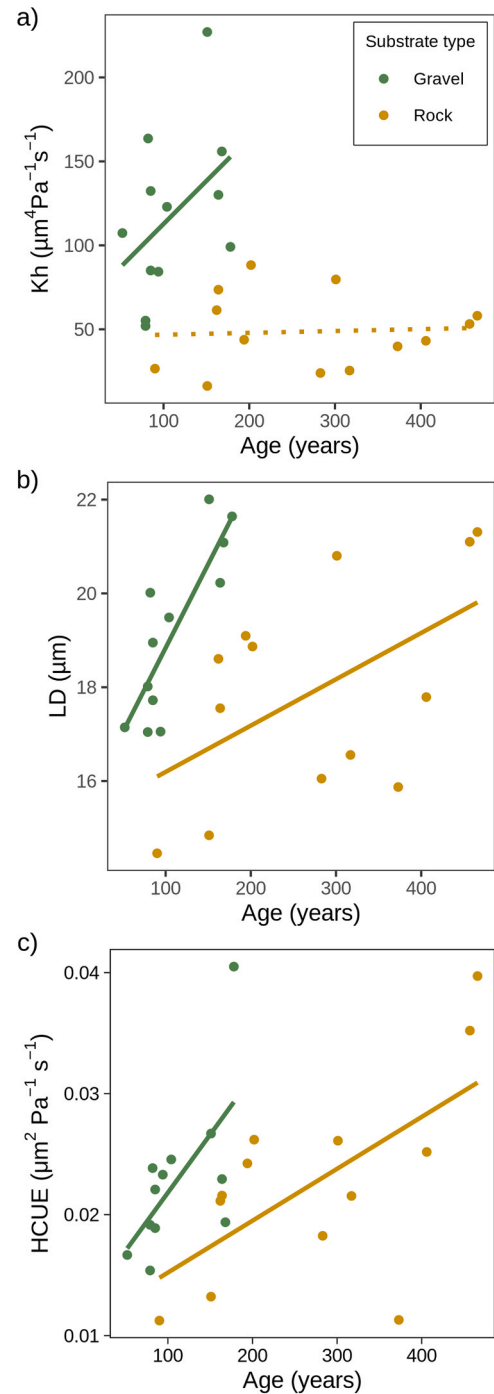 a)
Substrate type
Gravel
Rock
200
150
100
50
Kh (μm⁴Pa⁻¹s⁻¹)
100 200 300 400
Age (years)
b)
22
20
18
16
LD (μm)
100 200 300 400
Age (years)
c)
0.04
0.03
0.02
0.01
HCUE (μm² Pa⁻¹ s⁻¹)
100 200 300 400
Age (years)